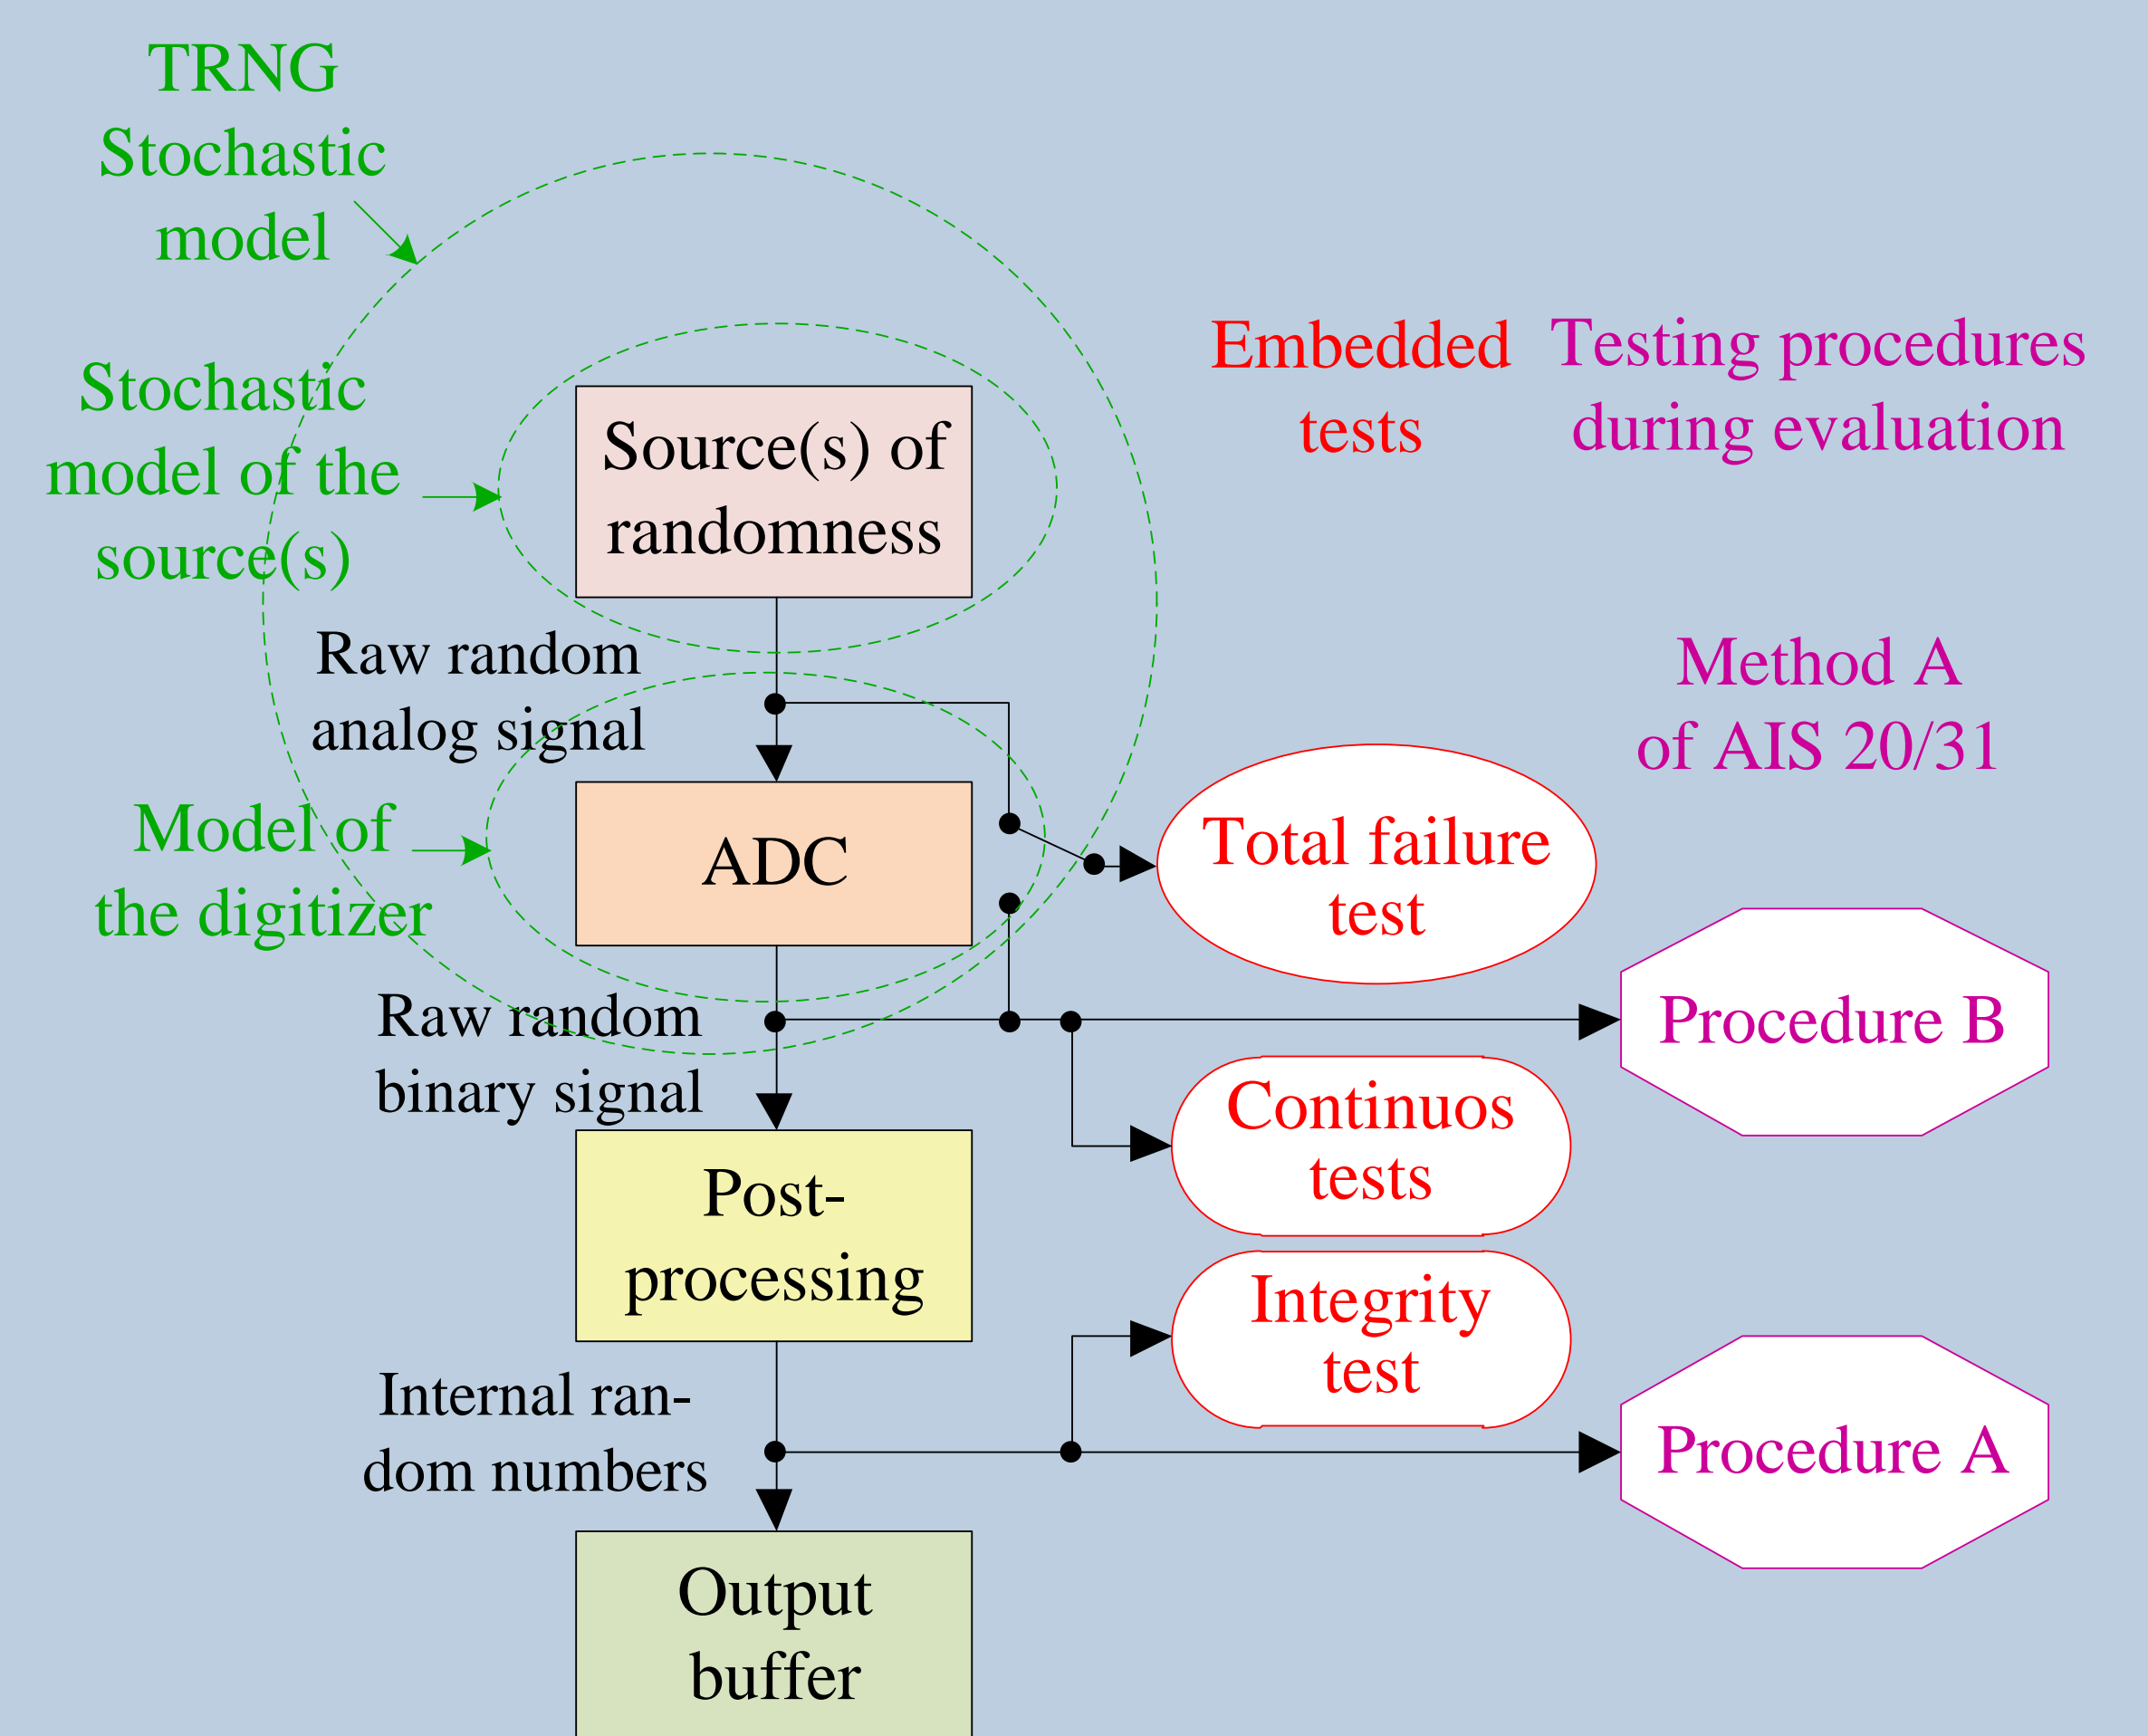 TRNG
Stochastic
model
Embedded
tests
Testing procedures
during evaluation
Stochastic
model of the
source(s)
Source(s) of
randomness
Raw random
analog signal
Method A
of AIS 20/31
Model of
the digitizer
ADC
Total failure
test
Raw random
binary signal
Procedure B
Continuos
tests
Post-
processing
Integrity
test
Internal ran-
dom numbers
Procedure A
Output
buffer